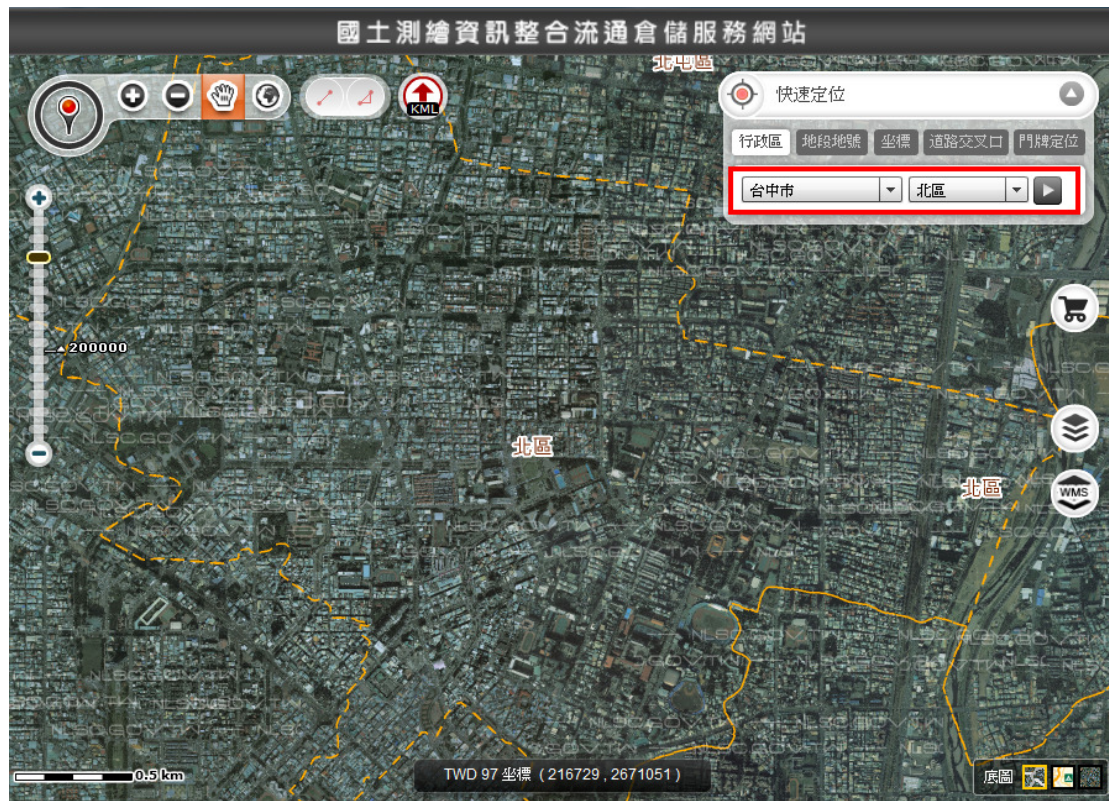 國土測繪資訊整合流通倉儲服務網站
北屯區
KML
快速定位
行政區 地段地號 坐標 道路交叉口 門牌定位
台中市 北區
200000
北區
北區
WMS
NLSC.GOV.TW
0.5 km
TWD 97 坐標 ( 216729 , 2671051 )
底圖